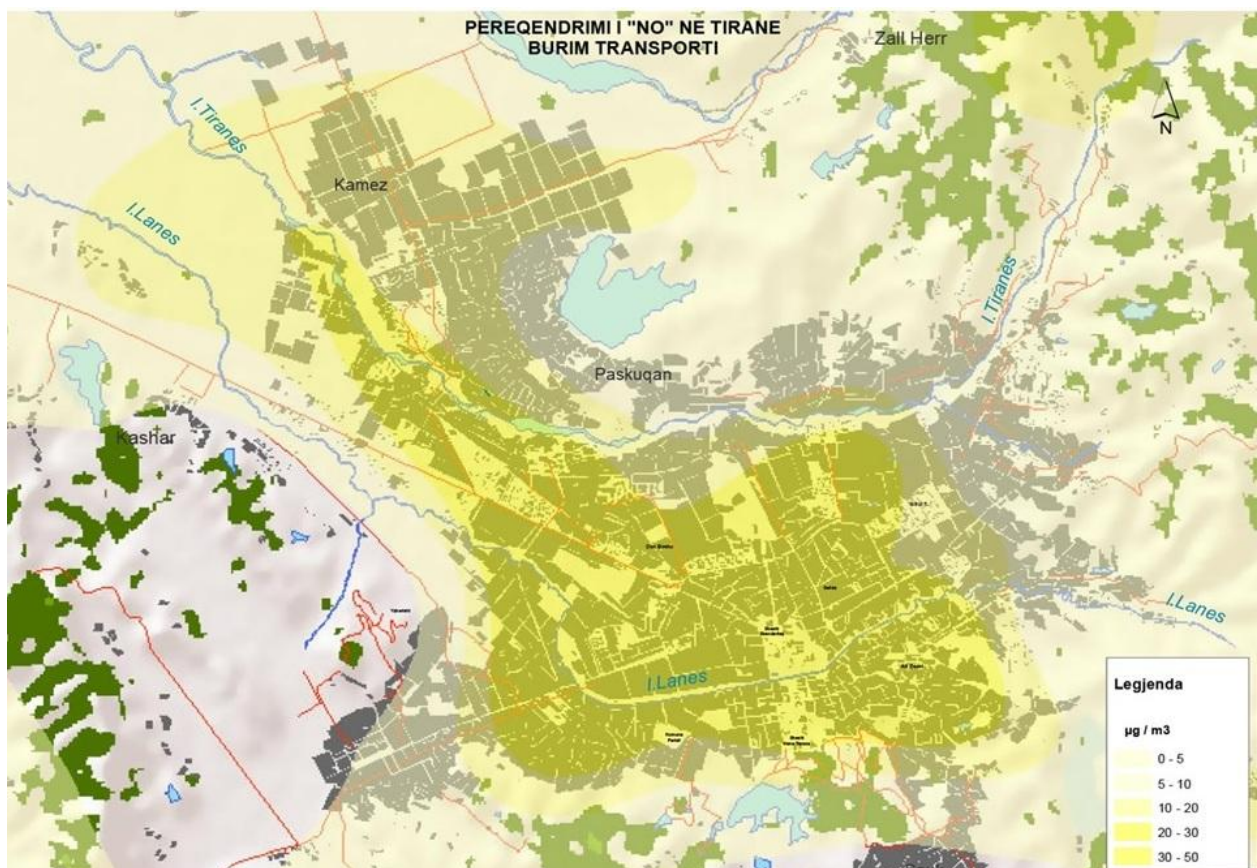 PEREQENDRIMI I "NO" NE TIRANE
BURIM TRANSPORTI
Zall Herr
N
I.Tiranes
Kamez
I.Lanes
I.Tiranes
Paskuqan
Kashar
I.Lanes
I.Lanes
Legjenda
µg / m3
0 - 5
5 - 10
10 - 20
20 - 30
30 - 50